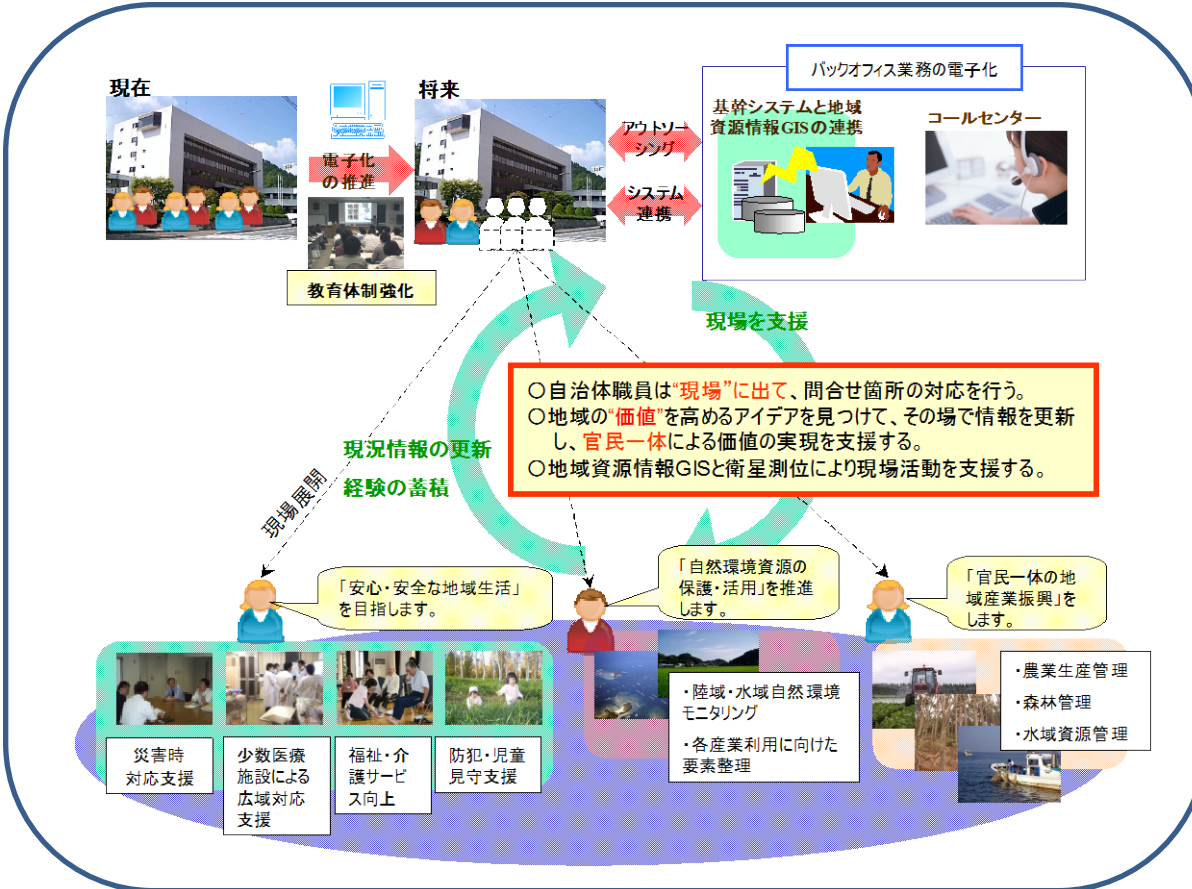 現在
電子化
の推進
教育体制強化
将来
アウトソー
シング
システム
連携
バックオフィス業務の電子化
基幹システムと地域
資源情報GISの連携
コールセンター
現場を支援
〇自治体職員は“現場”に出て、問合せ箇所の対応を行う。
〇地域の“価値”を高めるアイデアを見つけて、その場で情報を更新
し、官民一体による価値の実現を支援する。
〇地域資源情報GISと衛星測位により現場活動を支援する。
現況情報の更新
経験の蓄積
現場展開
「安心・安全な地域生活」
を目指します。
「自然環境資源の
保護・活用」を推進
します。
「官民一体の地
域産業振興」を
します。
災害時
対応支援
少数医療
施設による
広域対応
支援
福祉・介
護サービ
ス向上
防犯・児童
見守支援
・陸域・水域自然環境
モニタリング
・各産業利用に向けた
要素整理
・農業生産管理
・森林管理
・水域資源管理